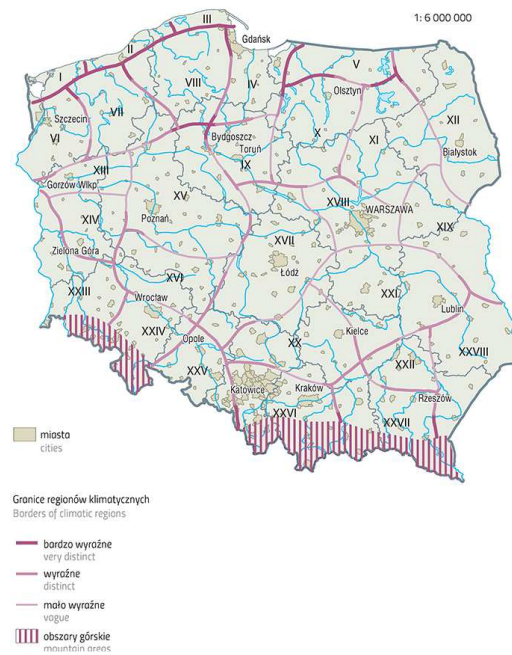 1: 6 000 000
III
Gdańsk
II
I
IV
V
VIII
Olsztyn
Szczecin
VII
VI
Bydgoszcz
Toruń
X
XI
XII
Białystok
IX
XIII
Gorzów Wlkp.
XV
XVIII
WARSZAWA
XIV
Poznań
XIX
XVII
Zielona Góra
Łódź
XVI
XXIII
XXI
Wrocław
Lublin
XXIV
Opole
XX
Kielce
XXVIII
XXV
XXII
Katowice
Kraków
Rzeszów
XXVI
XXVII
miasta
cities
Granice regionów klimatycznych
Borders of climatic regions
bardzo wyraźne
very distinct
wyraźne
distinct
mało wyraźne
vague
obszary górskie
mountain areas